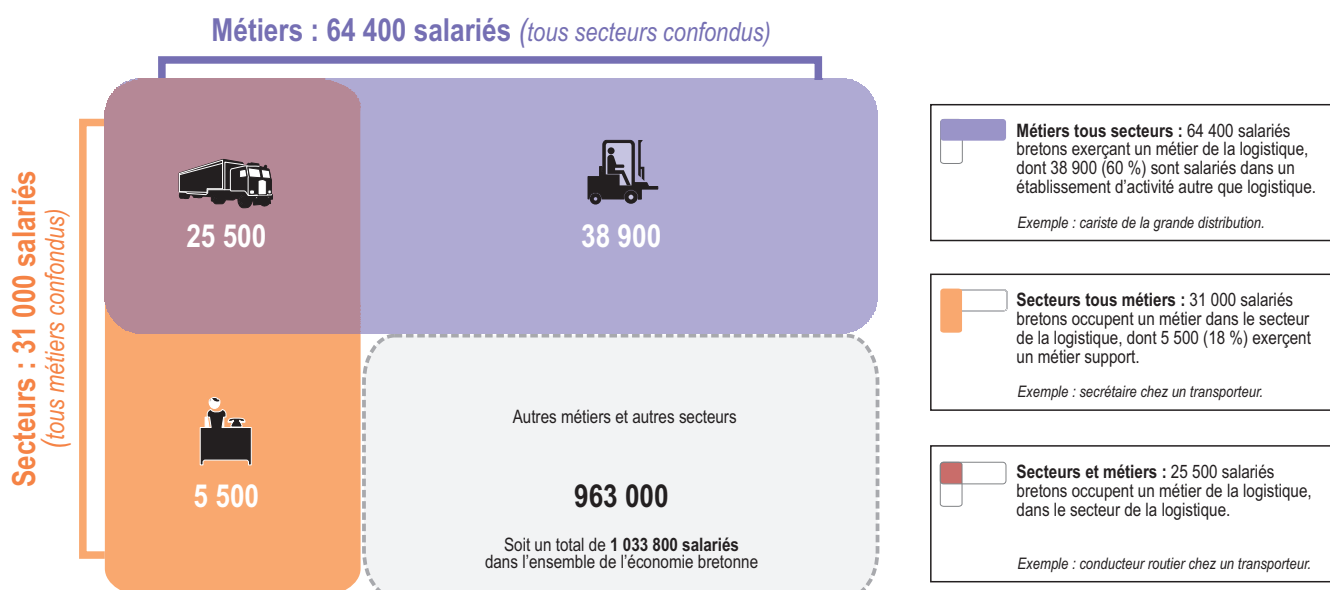 Métiers : 64 400 salariés (tous secteurs confondus)
Secteurs : 31 000 salariés
(tous métiers confondus)
25 500
38 900
5 500
Autres métiers et autres secteurs
963 000
Soit un total de 1 033 800 salariés
dans l'ensemble de l'économie bretonne
Métiers tous secteurs : 64 400 salariés
bretons exerçant un métier de la logistique,
dont 38 900 (60 %) sont salariés dans un
établissement d'activité autre que logistique.
Exemple : cariste de la grande distribution.
Secteurs tous métiers : 31 000 salariés
bretons occupent un métier dans le secteur
de la logistique, dont 5 500 (18 %) exerçent
un métier support.
Exemple : secrétaire chez un transporteur.
Secteurs et métiers : 25 500 salariés
bretons occupent un métier de la logistique,
dans le secteur de la logistique.
Exemple : conducteur routier chez un transporteur.